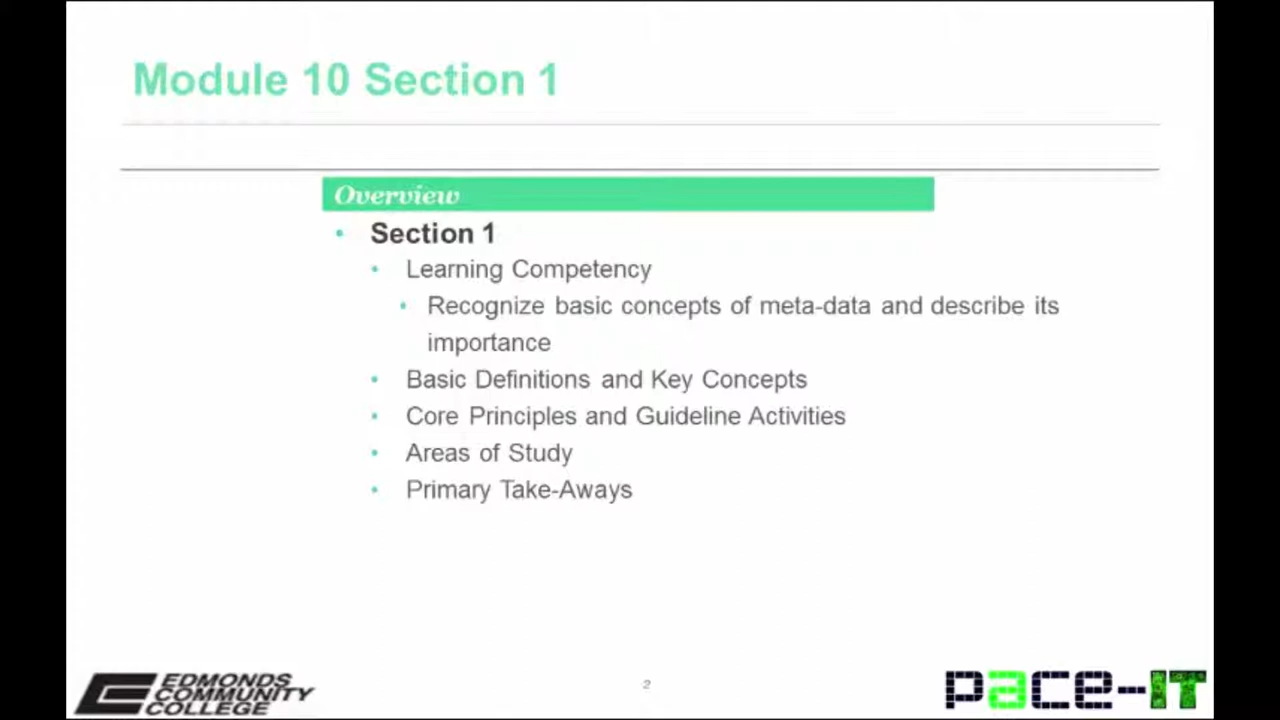 Module 10 Section 1
Overview
• Section 1
• Learning Competency
• Recognize basic concepts of meta-data and describe its
importance
• Basic Definitions and Key Concepts
• Core Principles and Guideline Activities
• Areas of Study
• Primary Take-Aways
EDMONDS
COMMUNITY
COLLEGE
2
pace-IT